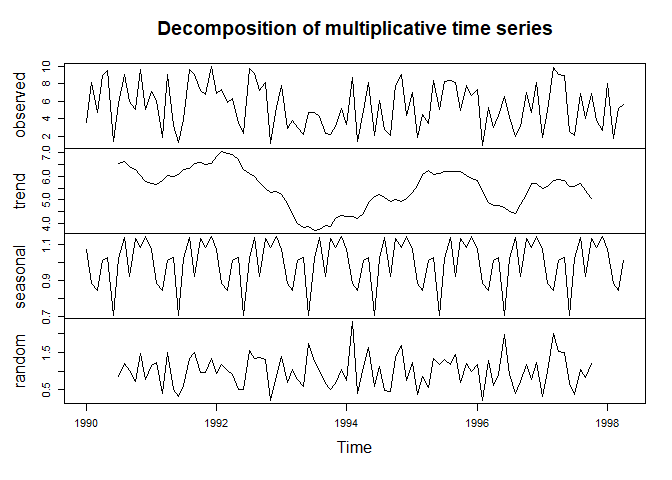 Decomposition of multiplicative time series
observed
2 4 6 8 10
trend
4.0 5.0 6.0 7.0
seasonal
0.7 0.9 1.1
random
0.5 1.5
1990 1992 1994 1996 1998
Time